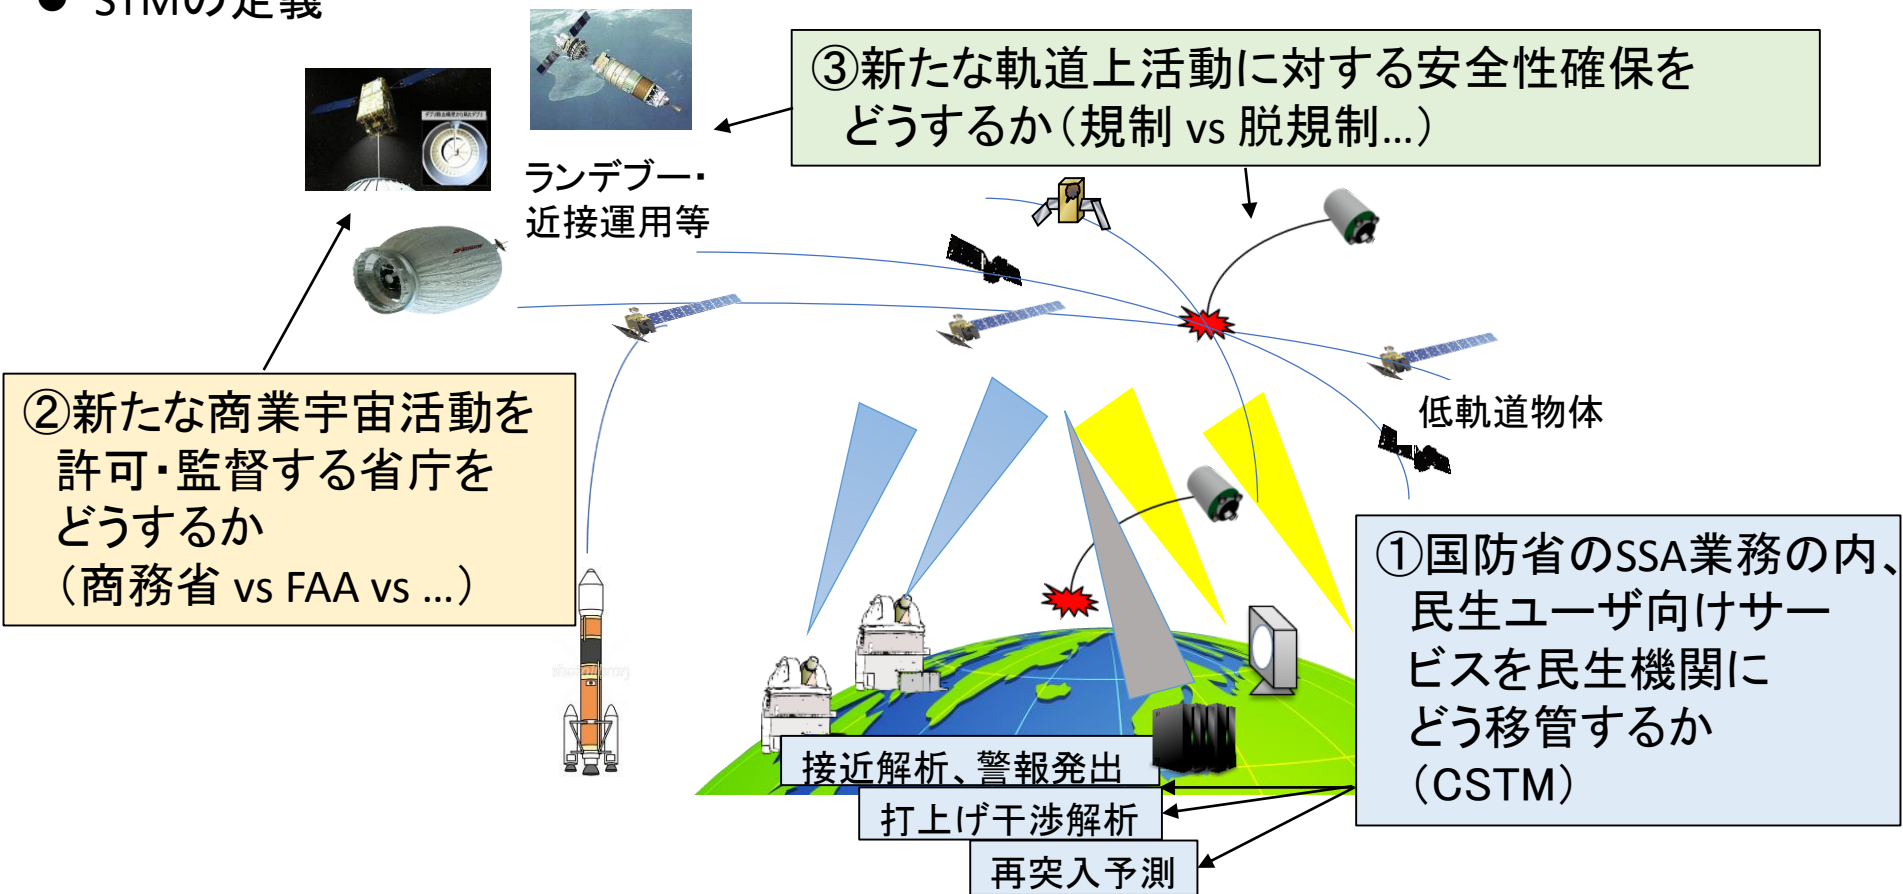 ● STMの定義
③新たな軌道上活動に対する安全性確保を
どうするか（規制 vs 脱規制…）
ランデブー・
近接運用等
②新たな商業宇宙活動を
許可・監督する省庁を
どうするか
（商務省 vs FAA vs …）
低軌道物体
①国防省のSSA業務の内、
民生ユーザ向けサー
ビスを民生機関に
どう移管するか
（CSTM）
接近解析、警報発出
打上げ干渉解析
再突入予測